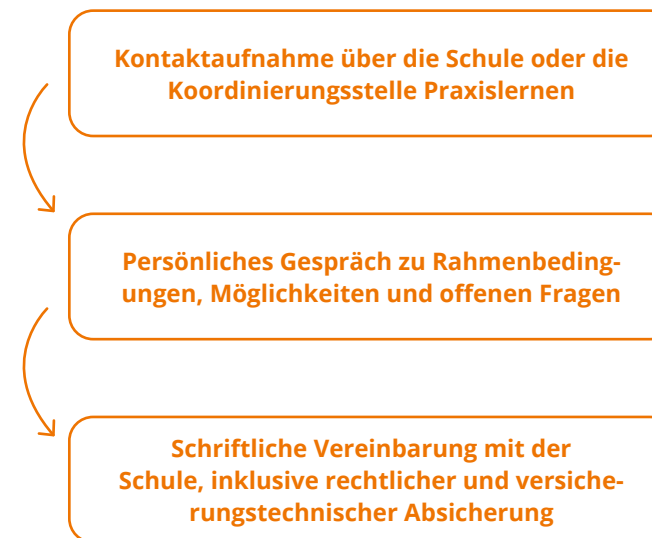 Kontaktaufnahme über die Schule oder die
Koordinierungsstelle Praxislernen
Persönliches Gespräch zu Rahmenbeding-
ungen, Möglichkeiten und offenen Fragen
Schriftliche Vereinbarung mit der
Schule, inklusive rechtlicher und versiche-
rungstechnischer Absicherung